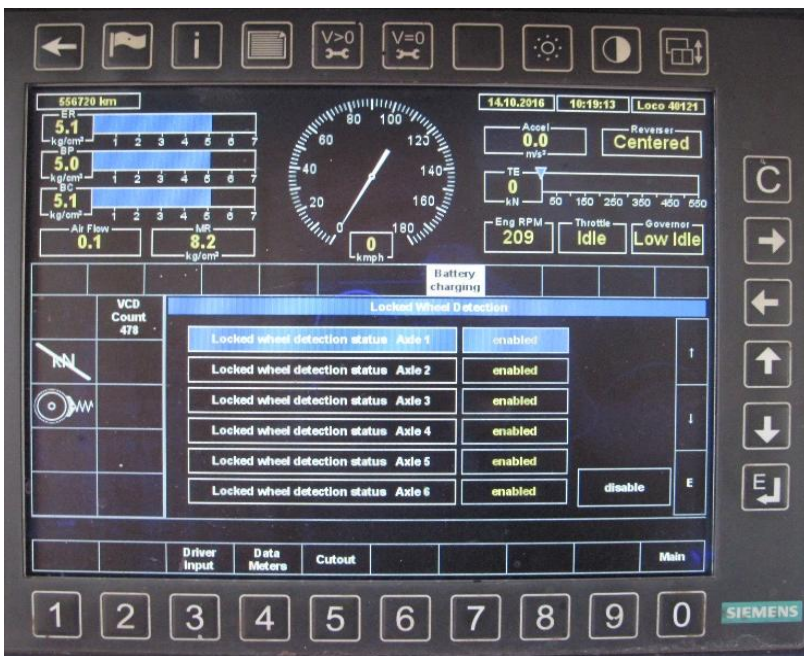 i
V>0
V=0
556720 km
14.10.2016
10:19:13
Loco 40121
ER
5.1
kg/cm²
1 2 3 4 5 6 7
BP
5.0
kg/cm²
1 2 3 4 5 6 7
BC
5.1
kg/cm²
1 2 3 4 5 6 7
Air Flow
0.1
MR
8.2
kg/cm²
0 20 40 60 80 100 120 140 160 180
0
kmph
Accel
0.0
m/s²
Reverser
Centered
TE
0
kN
50 150 250 350 450 550
Eng RPM
209
Throttle
Idle
Governor
Low Idle
Battery
charging
VCD
Count
478
kN
Locked Wheel Detection
Locked wheel detection status Axle 1 enabled
Locked wheel detection status Axle 2 enabled
Locked wheel detection status Axle 3 enabled
Locked wheel detection status Axle 4 enabled
Locked wheel detection status Axle 5 enabled
Locked wheel detection status Axle 6 enabled
disable
E
Driver
Input
Data
Meters
Cutout
Main
C
E
1 2 3 4 5 6 7 8 9 0
SIEMENS